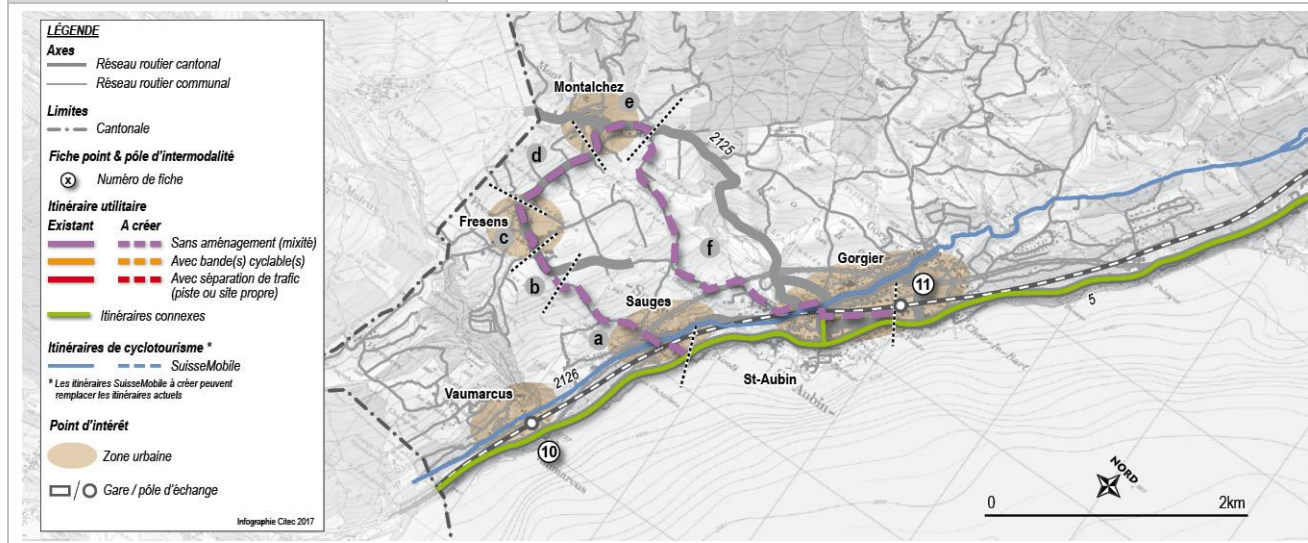 LÉGENDE
Axes
Réseau routier cantonal
Réseau routier communal
Limites
Cantonale
Fiche point & pôle d'intermodalité
x Numéro de fiche
Itinéraire utilitaire
Existant A créer
Sans aménagement (mixité)
Avec bande(s) cyclable(s)
Avec séparation de trafic
(piste ou site propre)
Itinéraires connexes
Itinéraires de cyclotourisme *
SuisseMobile
* Les itinéraires SuisseMobile à créer peuvent
remplacer les itinéraires actuels
Point d'intérêt
Zone urbaine
Gare / pôle d'échange
Infographie Citec 2017
Montalchez
e
2125
d
Fresens
c
f
b
Gorgier
11
Sauges
a
5
2126
St-Aubin
Aubin
Vaumarcus
10
NORD
0 2km